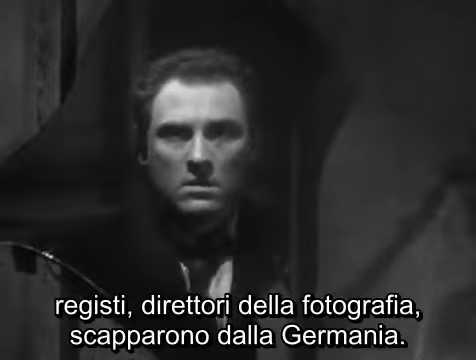 registi, direttori della fotografia,
scapparono dalla Germania.